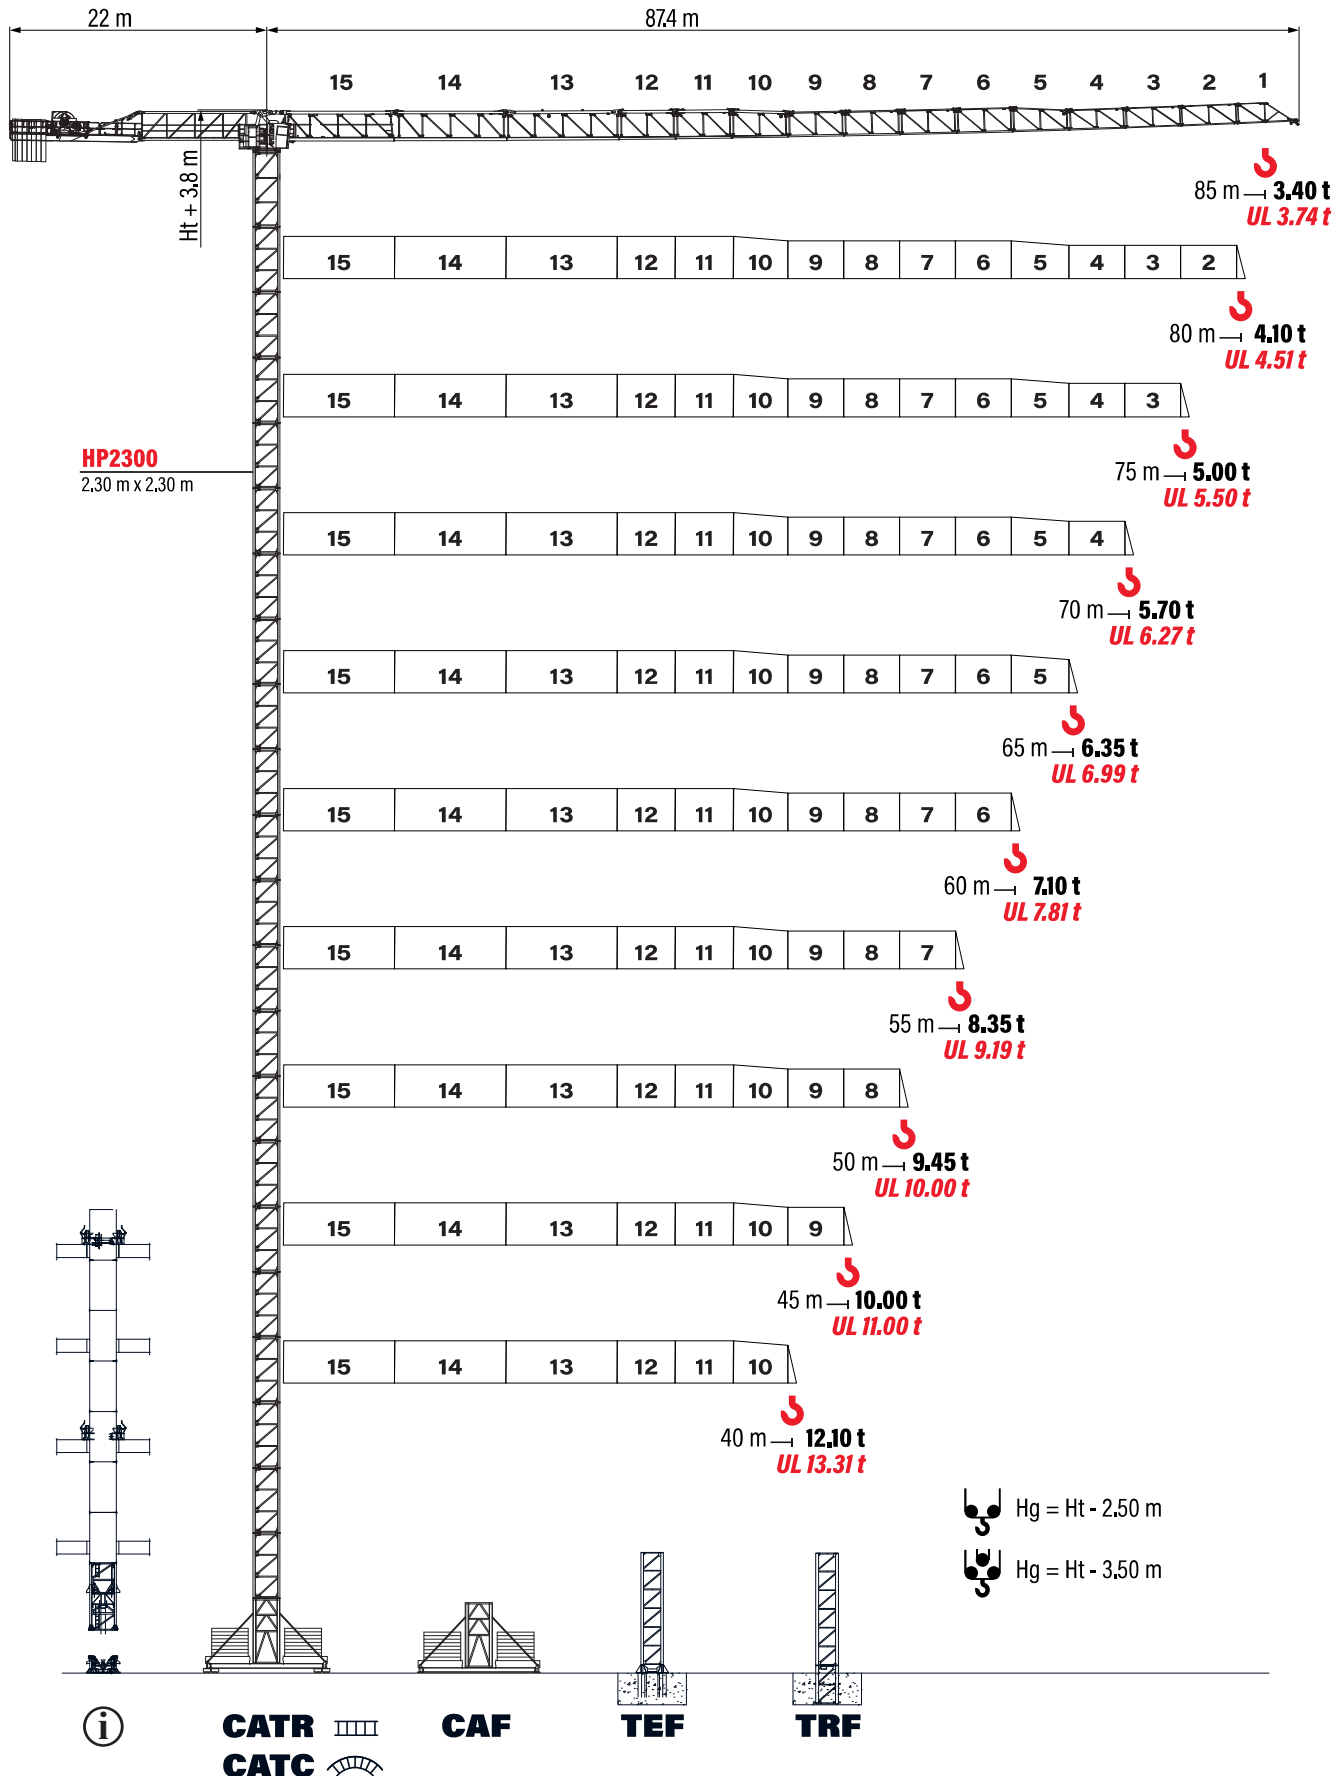 22 m 87.4 m
15 14 13 12 11 10 9 8 7 6 5 4 3 2 1
Ht + 3.8 m
85 m 3.40 t
UL 3.74 t
15 14 13 12 11 10 9 8 7 6 5 4 3 2
80 m 4.10 t
UL 4.51 t
15 14 13 12 11 10 9 8 7 6 5 4 3
HP2300
2.30 m x 2.30 m
75 m 5.00 t
UL 5.50 t
15 14 13 12 11 10 9 8 7 6 5 4
70 m 5.70 t
UL 6.27 t
15 14 13 12 11 10 9 8 7 6 5
65 m 6.35 t
UL 6.99 t
15 14 13 12 11 10 9 8 7 6
60 m 7.10 t
UL 7.81 t
15 14 13 12 11 10 9 8 7
55 m 8.35 t
UL 9.19 t
15 14 13 12 11 10 9 8
50 m 9.45 t
UL 10.00 t
15 14 13 12 11 10 9
45 m 10.00 t
UL 11.00 t
15 14 13 12 11 10
40 m 12.10 t
UL 13.31 t
Hg = Ht - 2.50 m
Hg = Ht - 3.50 m
i CATR CAF TEF TRF
CATC